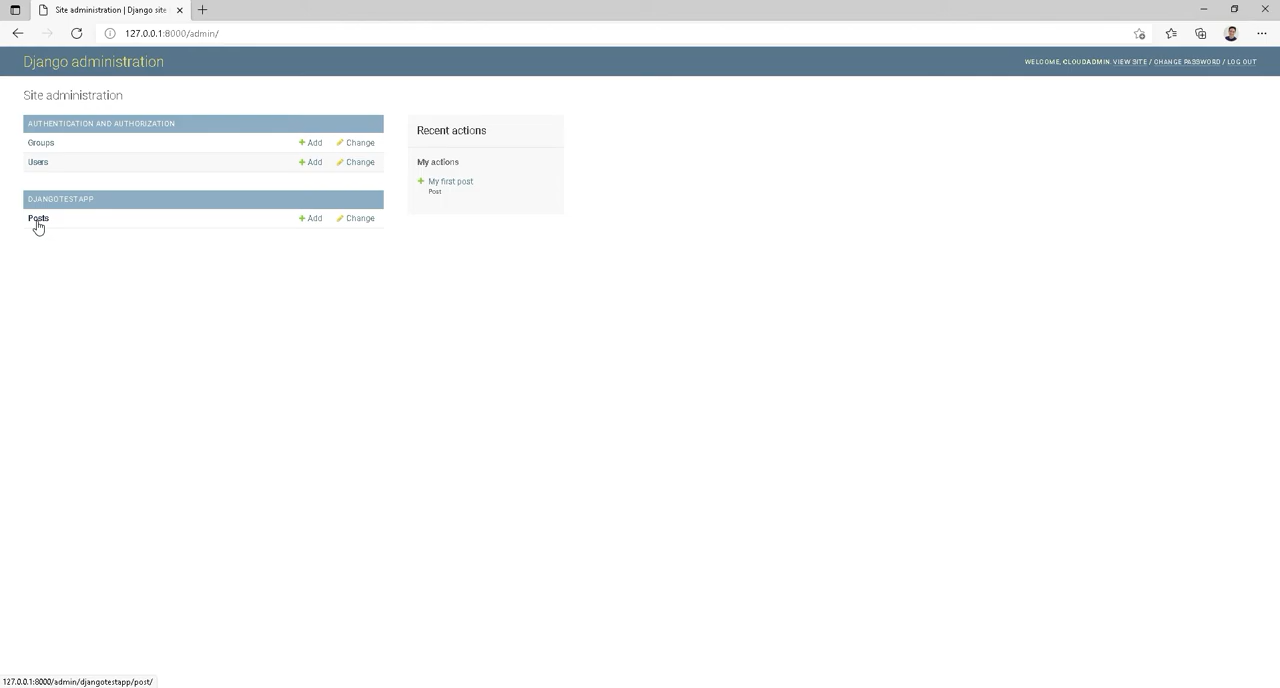 Site administration | Django site
127.0.0.1:8000/admin/
Django administration
WELCOME, CLOUDADMIN. VIEW SITE / CHANGE PASSWORD / LOG OUT
Site administration
AUTHENTICATION AND AUTHORIZATION
Groups + Add Change
Users + Add Change
DJANGOTESTAPP
Posts + Add Change
Recent actions
My actions
+ My first post
Post
127.0.0.1:8000/admin/djangotestapp/post/